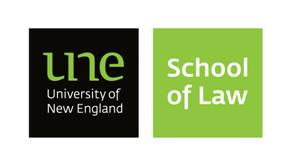 une
University of
New England
School
of Law